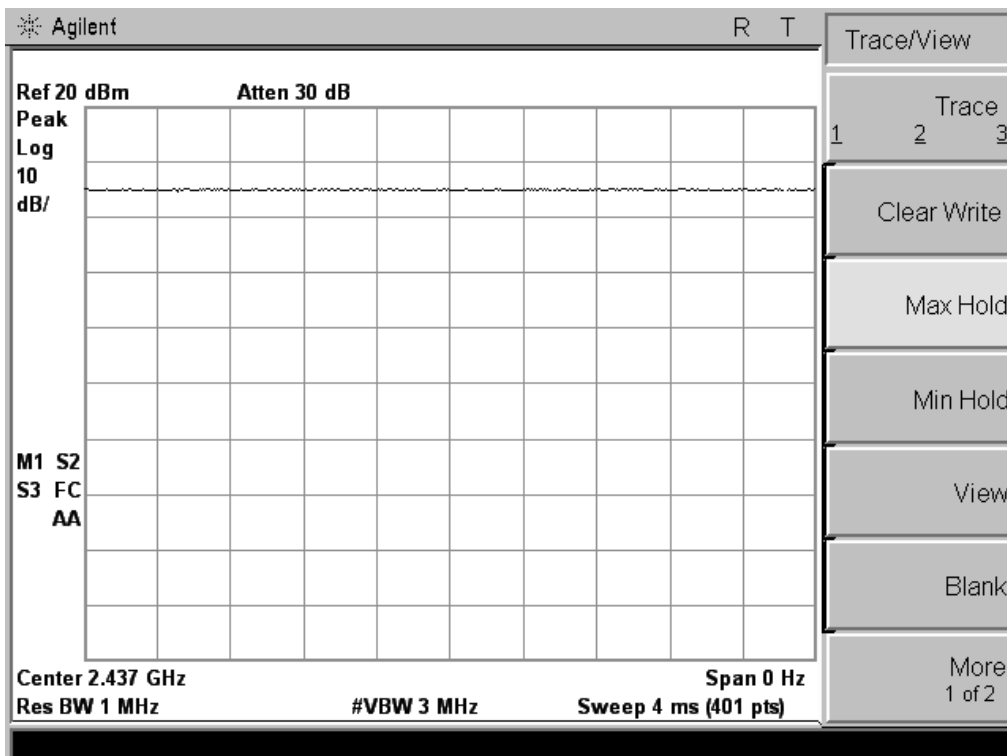 Agilent R T
Ref 20 dBm Atten 30 dB
Peak
Log
10
dB/
M1 S2
S3 FC
AA
Center 2.437 GHz Span 0 Hz
Res BW 1 MHz #VBW 3 MHz Sweep 4 ms (401 pts)
Trace/View
Trace
1 2 3
Clear Write
Max Hold
Min Hold
View
Blank
More
1 of 2